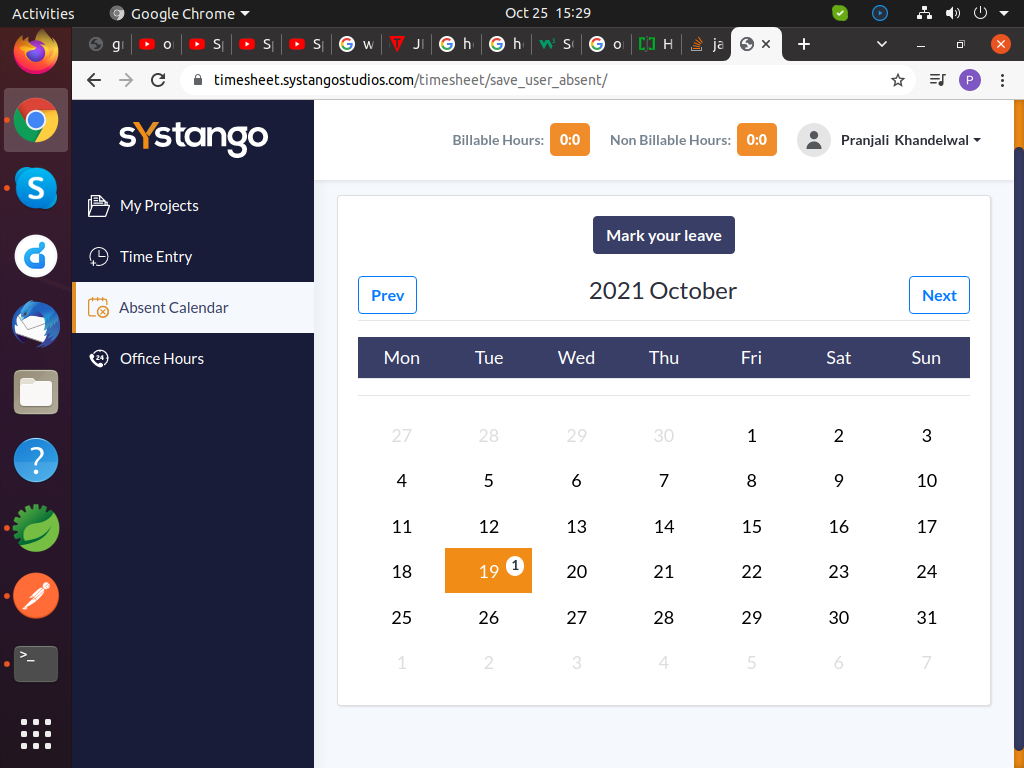 Activities Google Chrome Oct 25 15:29
timesheet.systangostudios.com/timesheet/save_user_absent/ P
sYstango
Billable Hours: 0:0 Non Billable Hours: 0:0 Pranjali Khandelwal
My Projects
Time Entry
Absent Calendar
Office Hours
Mark your leave
Prev 2021 October Next
Mon Tue Wed Thu Fri Sat Sun
27 28 29 30 1 2 3
4 5 6 7 8 9 10
11 12 13 14 15 16 17
18 19 1 20 21 22 23 24
25 26 27 28 29 30 31
1 2 3 4 5 6 7